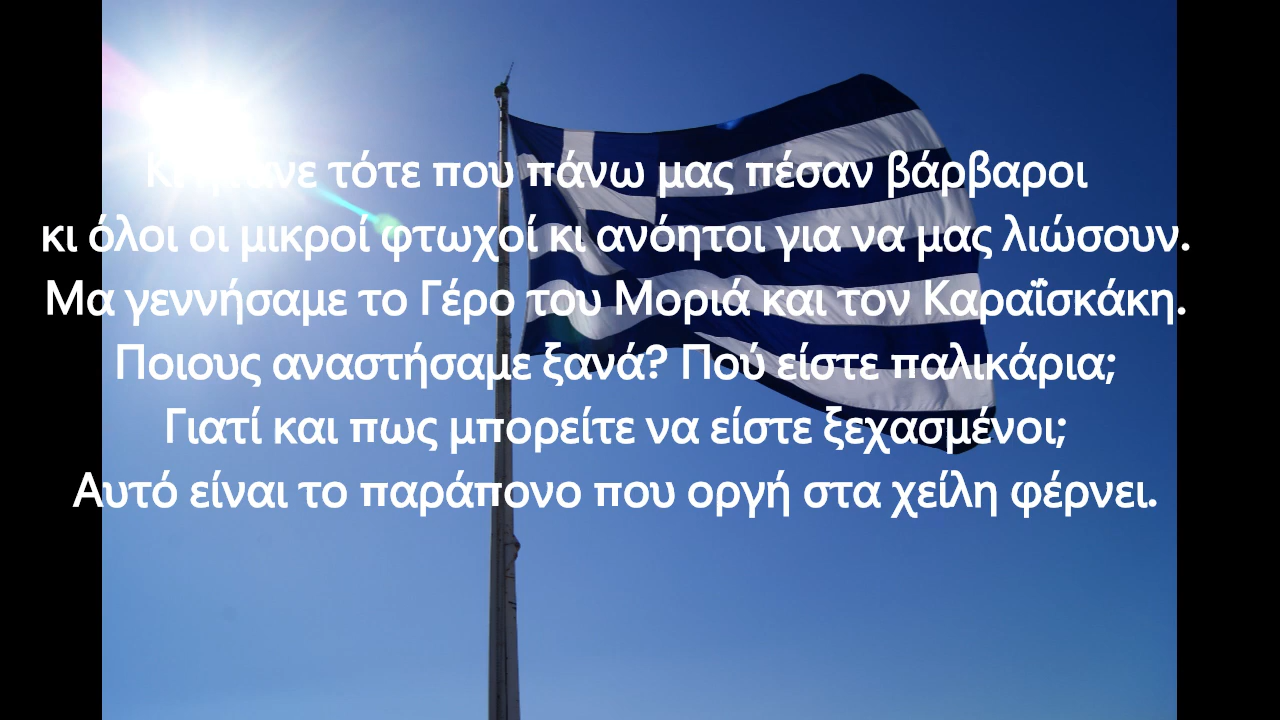 τότε που πάνω μας πέσαν βάρβαροι
κι όλοι οι μικροί φτωχοί κι ανόητοι για να μας λιώσουν.
Μα γεννήσαμε το Γέρο του Μοριά και τον Καραΐσκάκη.
Ποιους αναστήσαμε ξανά? Πού είστε παλικάρια;
Γιατί και πως μπορείτε να είστε ξεχασμένοι;
Αυτό είναι το παράπονο που οργή στα χείλη φέρνει.